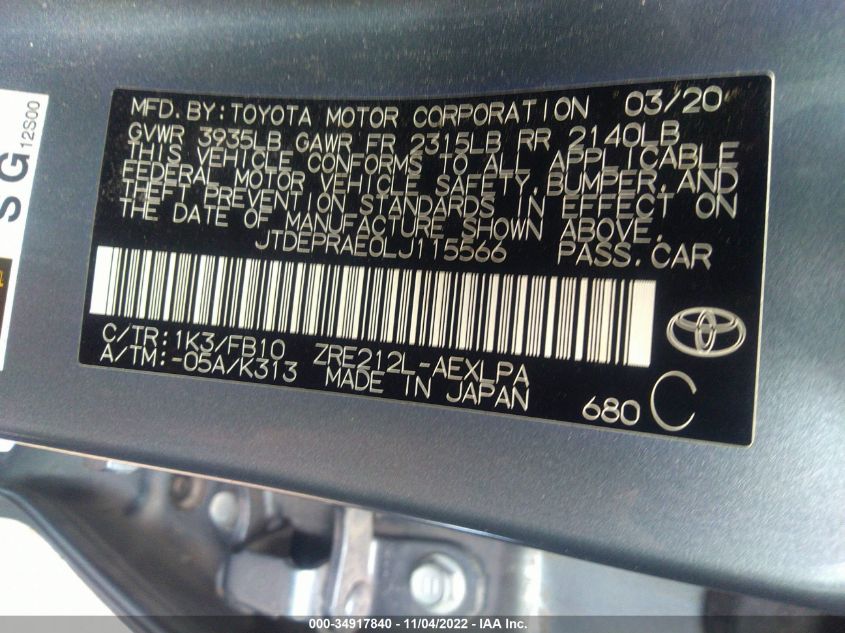 SG
12S00
MFD.BY:TOYOTA MOTOR CORPORATION 03/20
GVWR 3935LB GAWR FR 2315LB RR 2140LB
THIS VEHICLE CONFORMS TO ALL APPLICABLE
FEDERAL MOTOR VEHICLE SAFETY,BUMPER,AND
THEFT PREVENTION STANDARDS IN EFFECT ON
THE DATE OF MANUFACTURE SHOWN ABOVE.
JTDEPRAE0LJ115566 PASS.CAR
C/TR:1K3/FB10 ZRE212L-AEXLPA
A/TM:-05A/K313 MADE IN JAPAN
680 C
000-34917840 - 11/04/2022 - IAA Inc.